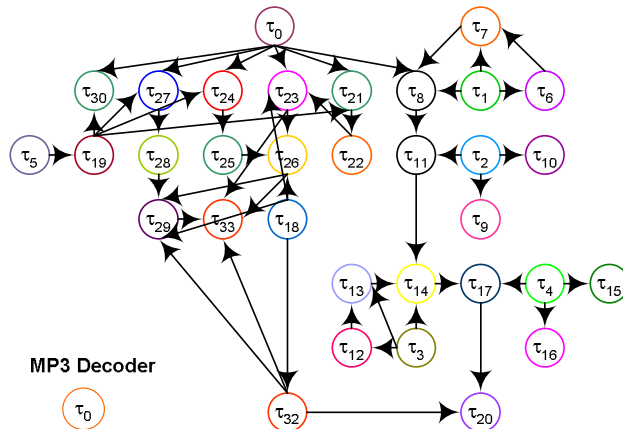 τ0 τ7
τ30 τ27 τ24 τ23 τ21 τ8 τ1 τ6
τ5 τ19 τ28 τ25 τ26 τ22 τ11 τ2 τ10
τ29 τ33 τ18 τ9
τ13 τ14 τ17 τ4 τ15
τ12 τ3 τ16
MP3 Decoder
τ0 τ32 τ20